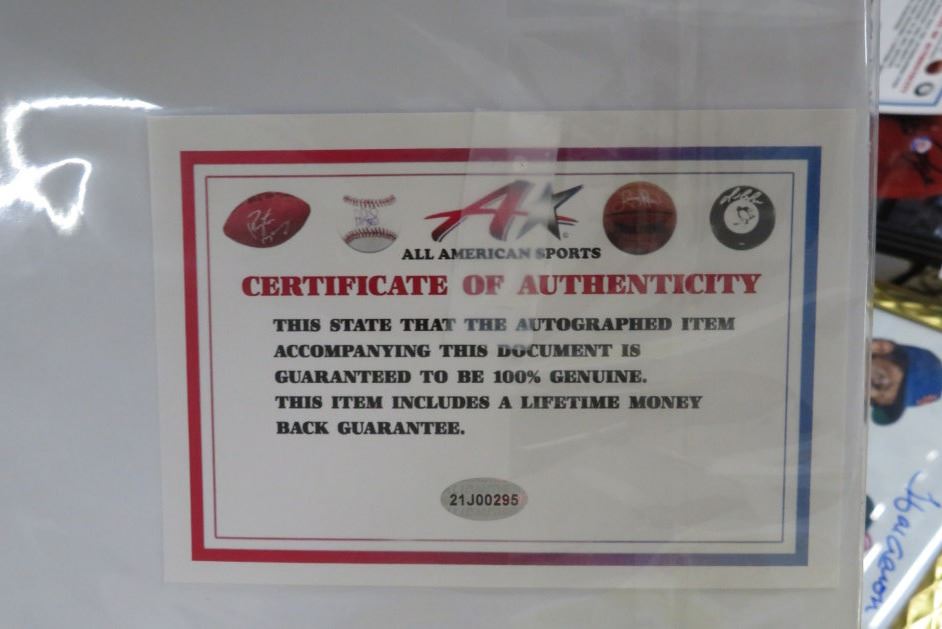 ALL AMERICAN SPORTS
CERTIFICATE OF AUTHENTICITY
THIS STATE THAT THE AUTOGRAPHED ITEM
ACCOMPANYING THIS DOCUMENT IS
GUARANTEED TO BE 100% GENUINE.
THIS ITEM INCLUDES A LIFETIME MONEY
BACK GUARANTEE.
21J00295